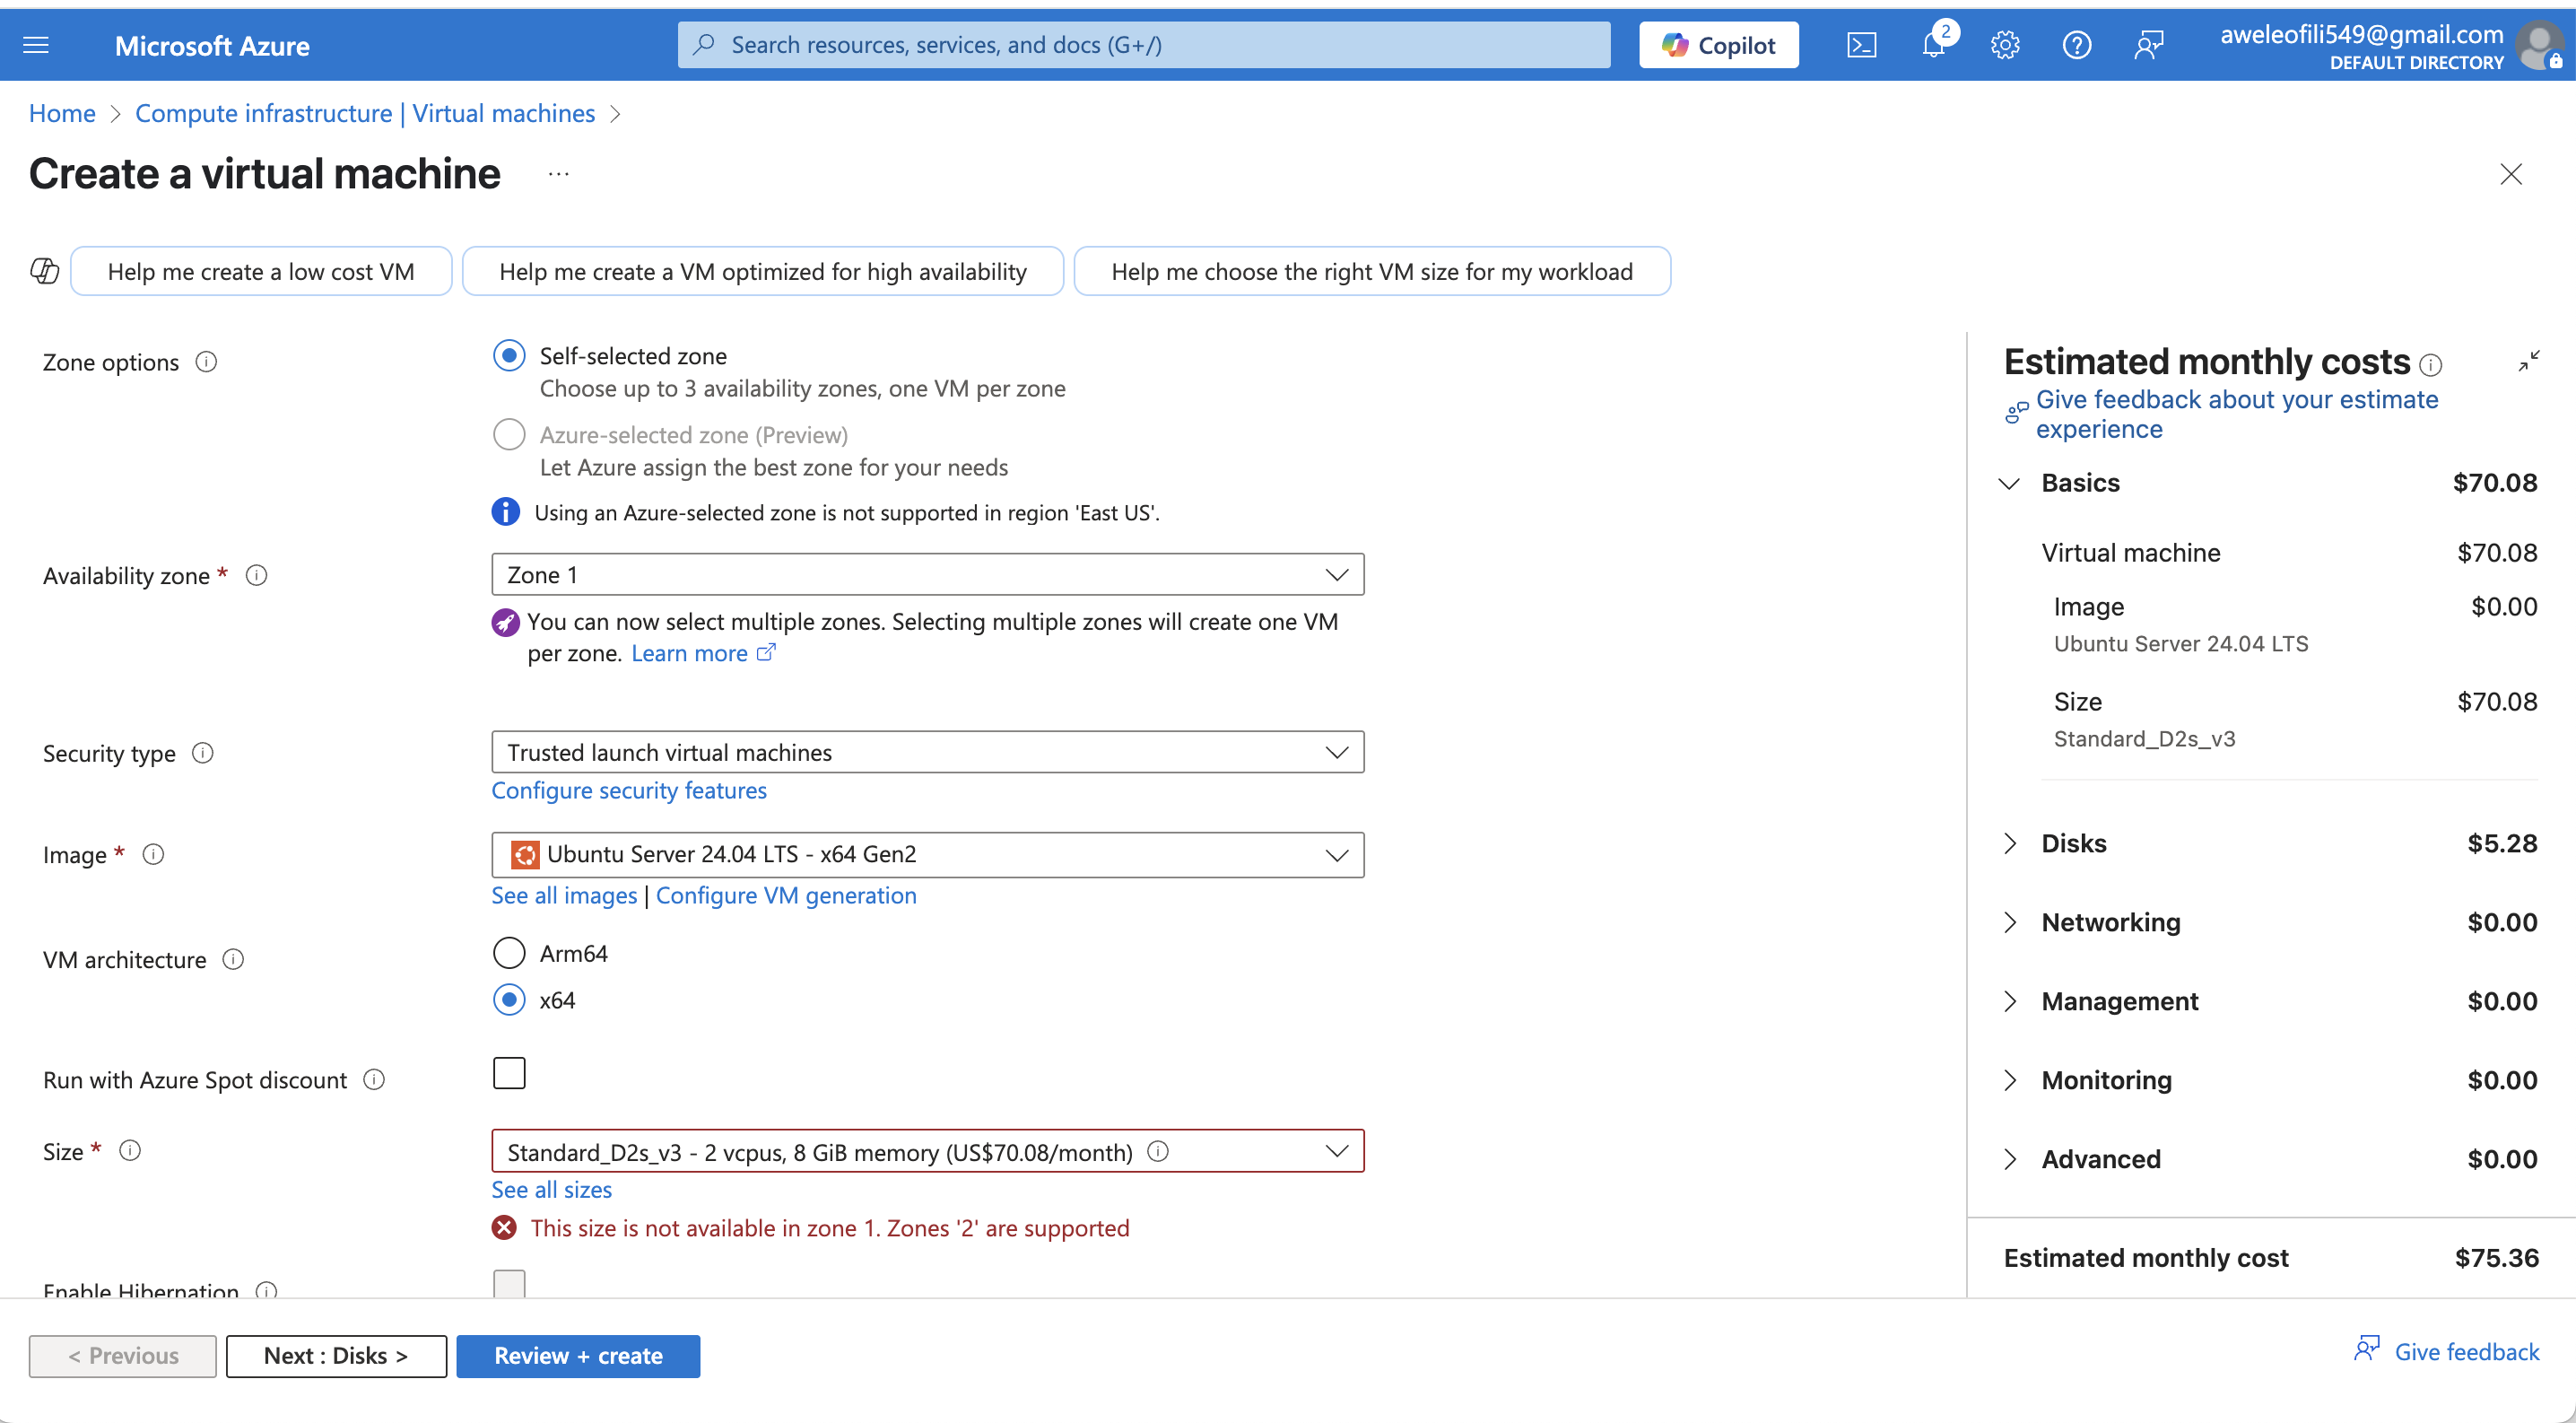 Microsoft Azure
Search resources, services, and docs (G+/)
Copilot
2
aweleofili549@gmail.com
DEFAULT DIRECTORY
Home > Compute infrastructure | Virtual machines >
Create a virtual machine ...
Help me create a low cost VM
Help me create a VM optimized for high availability
Help me choose the right VM size for my workload
Zone options
Self-selected zone
Choose up to 3 availability zones, one VM per zone
Azure-selected zone (Preview)
Let Azure assign the best zone for your needs
Using an Azure-selected zone is not supported in region 'East US'.
Availability zone *
Zone 1
You can now select multiple zones. Selecting multiple zones will create one VM
per zone. Learn more
Security type
Trusted launch virtual machines
Configure security features
Image *
Ubuntu Server 24.04 LTS - x64 Gen2
See all images | Configure VM generation
VM architecture
Arm64
x64
Run with Azure Spot discount
Size *
Standard_D2s_v3 - 2 vcpus, 8 GiB memory (US$70.08/month)
See all sizes
This size is not available in zone 1. Zones '2' are supported
Enable Hibernation
Estimated monthly costs
Give feedback about your estimate
experience
Basics $70.08
Virtual machine $70.08
Image $0.00
Ubuntu Server 24.04 LTS
Size $70.08
Standard_D2s_v3
Disks $5.28
Networking $0.00
Management $0.00
Monitoring $0.00
Advanced $0.00
Estimated monthly cost $75.36
< Previous
Next : Disks >
Review + create
Give feedback